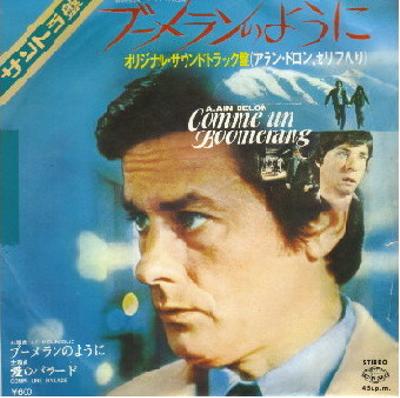 サントラ盤
ブーメランのように
オリジナル・サウンドトラック盤(アラン・ドロン、セリフ入り)
ALAIN DELON
Comme un
Boomerang
ブーメランのように
愛のバラード
COMME UNE BALADE
¥600
STEREO
45r.p.m.